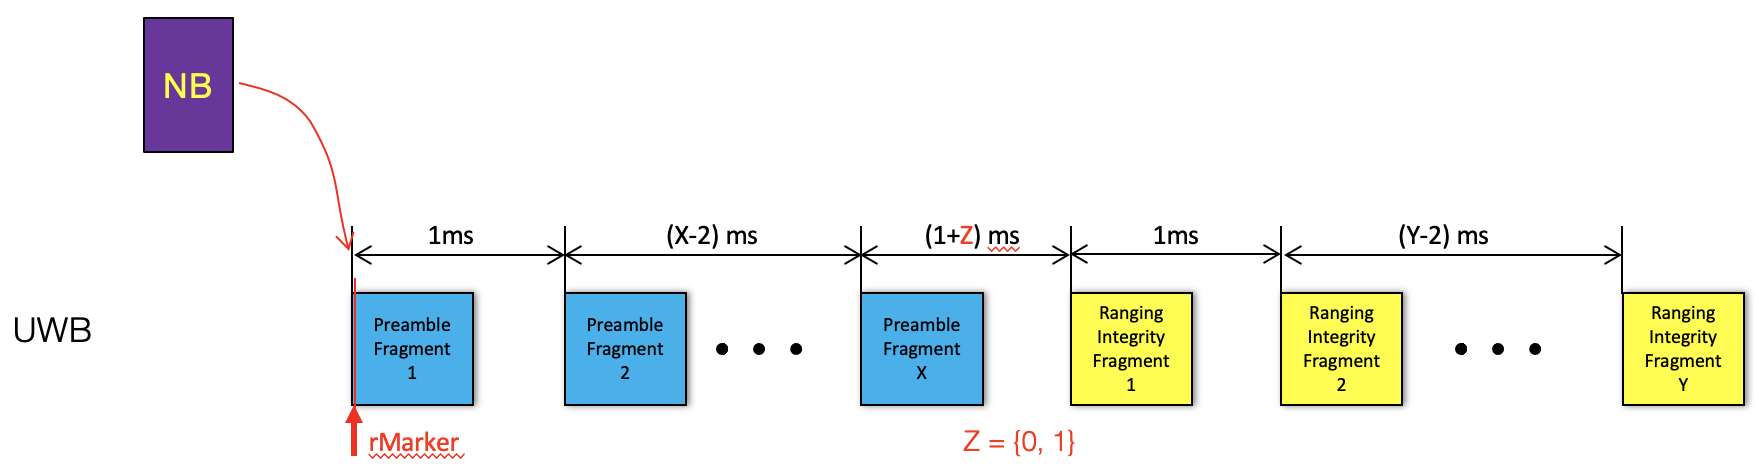 NB
1ms
(X-2) ms
(1+Z) ms
1ms
(Y-2) ms
UWB
Preamble
Fragment
1
Preamble
Fragment
2
Preamble
Fragment
X
Ranging
Integrity
Fragment
1
Ranging
Integrity
Fragment
2
Ranging
Integrity
Fragment
Y
rMarker
Z = {0, 1}